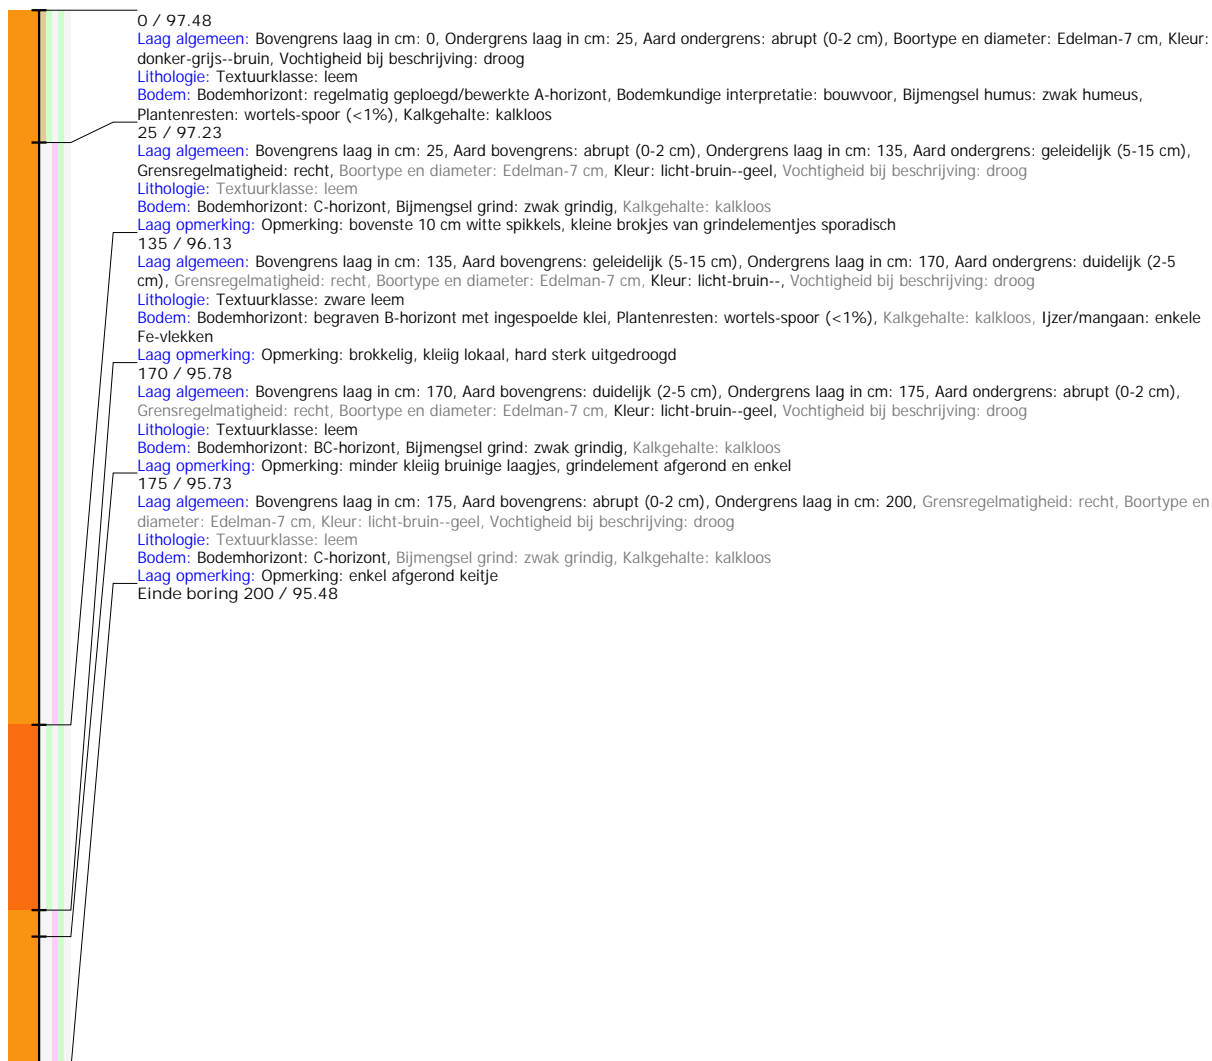 0 / 97.48
Laag algemeen: Bovengrens laag in cm: 0, Ondergrens laag in cm: 25, Aard ondergrens: abrupt (0-2 cm), Boortype en diameter: Edelman-7 cm, Kleur:
donker-grijs--bruin, Vochtigheid bij beschrijving: droog
Lithologie: Textuurklasse: leem
Bodem: Bodemhorizont: regelmatig geploegd/bewerkte A-horizont, Bodemkundige interpretatie: bouwvoor, Bijmengsel humus: zwak humeus,
Plantenresten: wortels-spoor (<1%), Kalkgehalte: kalkloos
25 / 97.23
Laag algemeen: Bovengrens laag in cm: 25, Aard bovengrens: abrupt (0-2 cm), Ondergrens laag in cm: 135, Aard ondergrens: geleidelijk (5-15 cm),
Grensregelmatigheid: recht, Boortype en diameter: Edelman-7 cm, Kleur: licht-bruin--geel, Vochtigheid bij beschrijving: droog
Lithologie: Textuurklasse: leem
Bodem: Bodemhorizont: C-horizont, Bijmengsel grind: zwak grindig, Kalkgehalte: kalkloos
Laag opmerking: Opmerking: bovenste 10 cm witte spikkels, kleine brokjes van grindelementjes sporadisch
135 / 96.13
Laag algemeen: Bovengrens laag in cm: 135, Aard bovengrens: geleidelijk (5-15 cm), Ondergrens laag in cm: 170, Aard ondergrens: duidelijk (2-5
cm), Grensregelmatigheid: recht, Boortype en diameter: Edelman-7 cm, Kleur: licht-bruin--, Vochtigheid bij beschrijving: droog
Lithologie: Textuurklasse: zware leem
Bodem: Bodemhorizont: begraven B-horizont met ingespoelde klei, Plantenresten: wortels-spoor (<1%), Kalkgehalte: kalkloos, Ijzer/mangaan: enkele
Fe-vlekken
Laag opmerking: Opmerking: brokkelig, kleiig lokaal, hard sterk uitgedroogd
170 / 95.78
Laag algemeen: Bovengrens laag in cm: 170, Aard bovengrens: duidelijk (2-5 cm), Ondergrens laag in cm: 175, Aard ondergrens: abrupt (0-2 cm),
Grensregelmatigheid: recht, Boortype en diameter: Edelman-7 cm, Kleur: licht-bruin--geel, Vochtigheid bij beschrijving: droog
Lithologie: Textuurklasse: leem
Bodem: Bodemhorizont: BC-horizont, Bijmengsel grind: zwak grindig, Kalkgehalte: kalkloos
Laag opmerking: Opmerking: minder kleiig bruinige laagjes, grindelement afgerond en enkel
175 / 95.73
Laag algemeen: Bovengrens laag in cm: 175, Aard bovengrens: abrupt (0-2 cm), Ondergrens laag in cm: 200, Grensregelmatigheid: recht, Boortype en
diameter: Edelman-7 cm, Kleur: licht-bruin--geel, Vochtigheid bij beschrijving: droog
Lithologie: Textuurklasse: leem
Bodem: Bodemhorizont: C-horizont, Bijmengsel grind: zwak grindig, Kalkgehalte: kalkloos
Laag opmerking: Opmerking: enkel afgerond keitje
Einde boring 200 / 95.48